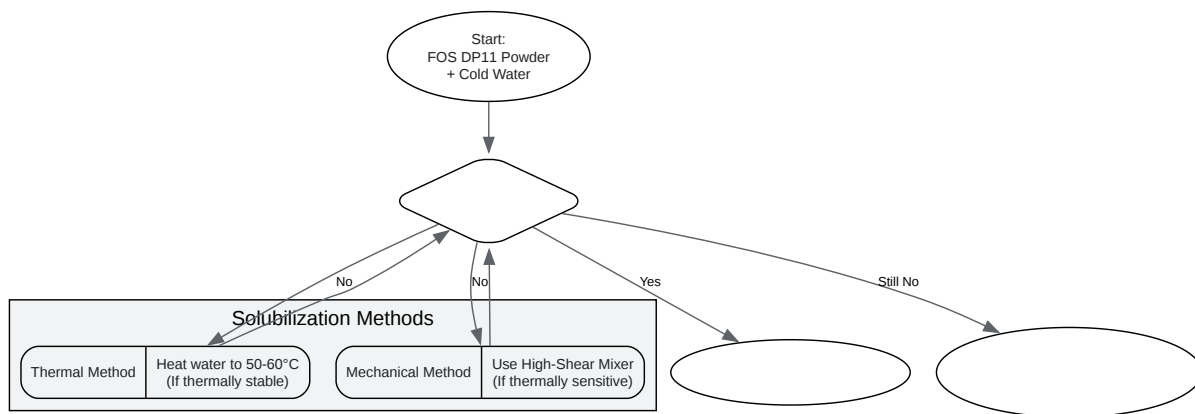 Start:
FOS DP11 Powder
+ Cold Water
No
No
Yes
Still No
Solubilization Methods
Thermal Method
Heat water to 50-60°C
(If thermally stable)
Mechanical Method
Use High-Shear Mixer
(If thermally sensitive)